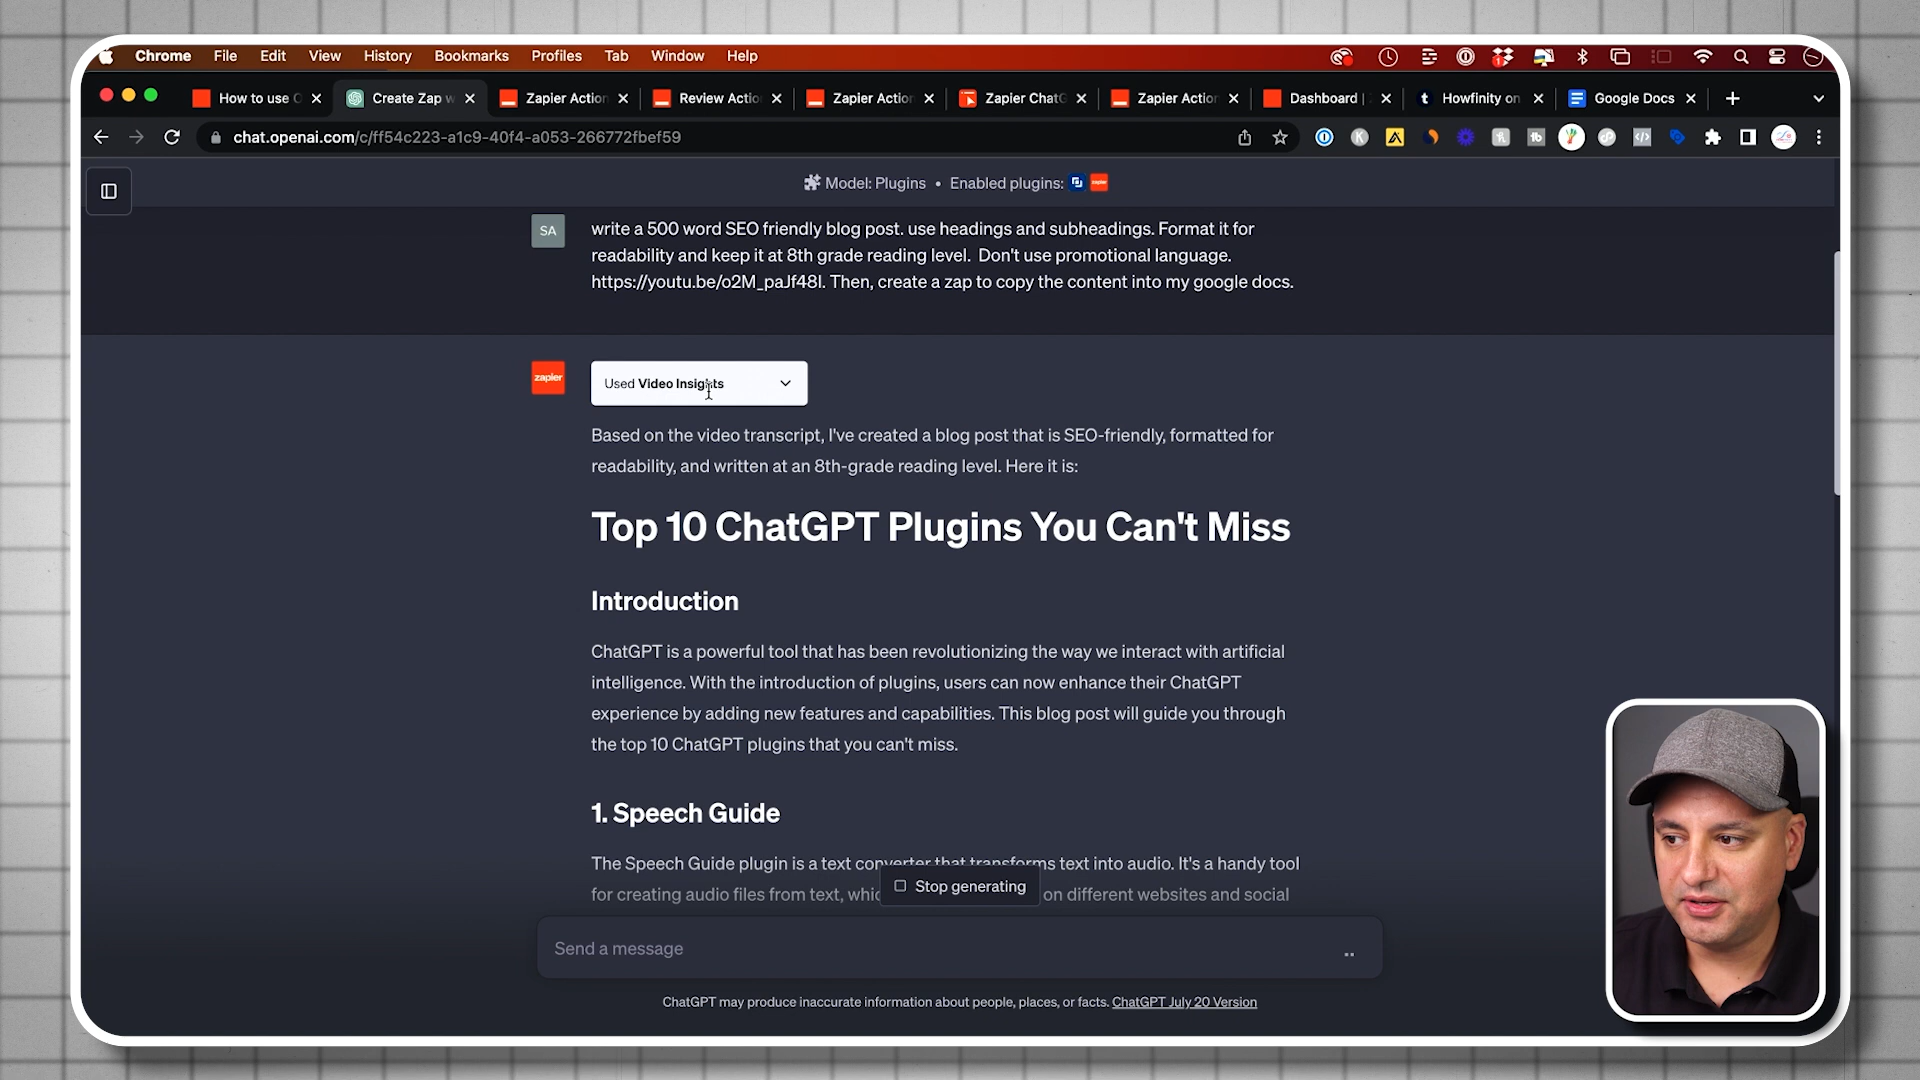 Chrome File Edit View History Bookmarks Profiles Tab Window Help
How to use Create Zap w Zapier Action Review Actio Zapier Action Zapier Chat Zapier Action Dashboard Howfinity on Google Docs
chat.openai.com/c/ff54c223-a1c9-40f4-a053-266772fbef59
Model: Plugins • Enabled plugins: zapier
SA
write a 500 word SEO friendly blog post. use headings and subheadings. Format it for
readability and keep it at 8th grade reading level. Don't use promotional language.
https://youtu.be/o2M_paJf48I. Then, create a zap to copy the content into my google docs.
zapier
Used Video Insights
Based on the video transcript, I've created a blog post that is SEO-friendly, formatted for
readability, and written at an 8th-grade reading level. Here it is:
Top 10 ChatGPT Plugins You Can't Miss
Introduction
ChatGPT is a powerful tool that has been revolutionizing the way we interact with artificial
intelligence. With the introduction of plugins, users can now enhance their ChatGPT
experience by adding new features and capabilities. This blog post will guide you through
the top 10 ChatGPT plugins that you can't miss.
1. Speech Guide
The Speech Guide plugin is a text converter that transforms text into audio. It's a handy tool
for creating audio files from text, on different websites and social
Stop generating
Send a message
ChatGPT may produce inaccurate information about people, places, or facts. ChatGPT July 20 Version